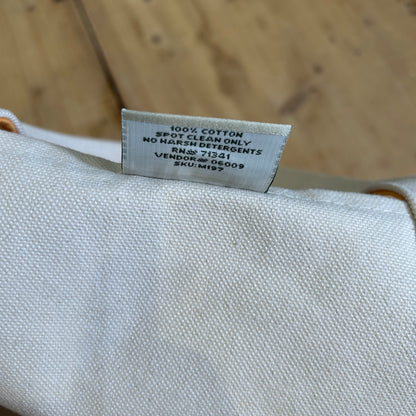 100% COTTON
SPOT CLEAN ONLY
NO HARSH DETERGENTS
RN# 71341
VENDOR# 06009
SKU:M197